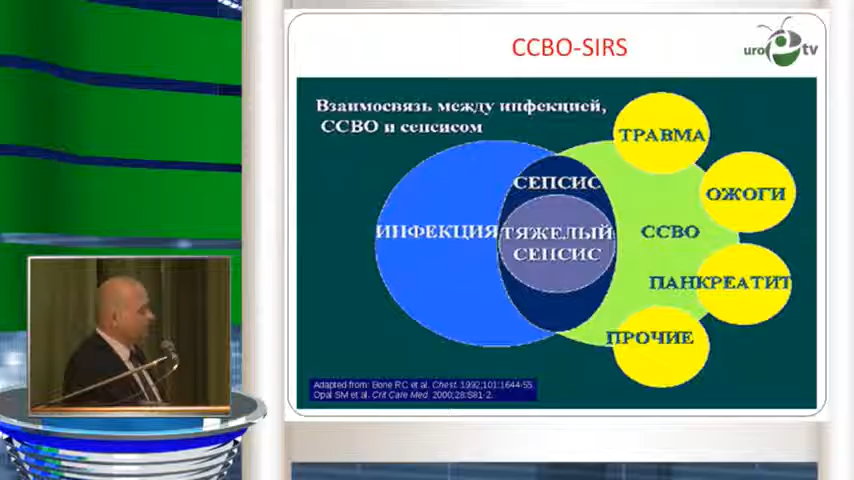 ССВО-SIRS
uro tv
Взаимосвязь между инфекцией,
ССВО и сепсисом
ТРАВМА
СЕПСИС
ОЖОГИ
ИНФЕКЦИЯ
ТЯЖЕЛЫЙ
СЕПСИС
ССВО
ПАНКРЕАТИТ
ПРОЧИЕ
Adapted from: Bone RC et al. Chest. 1992;101:1644-55.
Opal SM et al. Crit Care Med. 2000;28:S81-2.